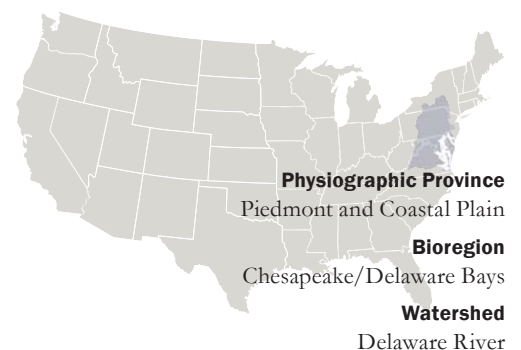 Physiographic Province
Piedmont and Coastal Plain
Bioregion
Chesapeake/Delaware Bays
Watershed
Delaware River